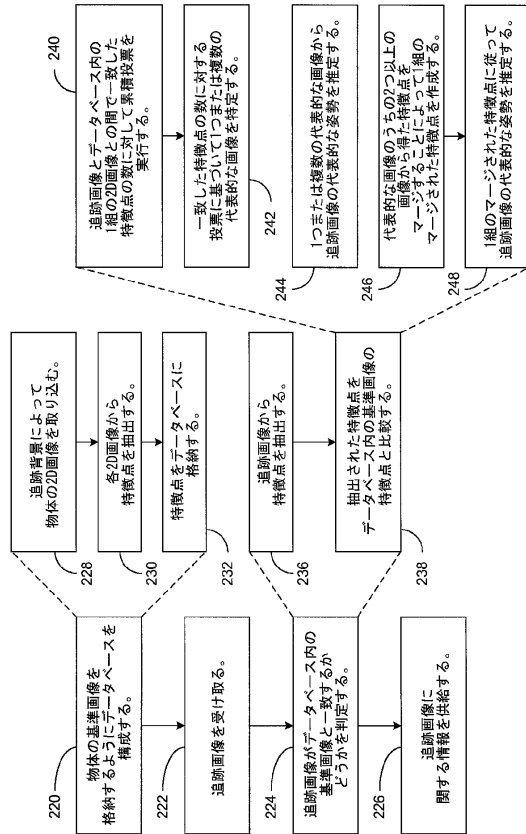 220
物体の基準画像を
格納するようにデータベースを
構成する。
222
追跡画像を受け取る。
224
追跡画像がデータベース内の
基準画像と一致するか
どうかを判定する。
226
追跡画像に
関する情報を供給する。
228
追跡背景によって
物体の2D画像を取り込む。
230
各2D画像から
特徴点を抽出する。
232
特徴点をデータベースに
格納する。
236
追跡画像から
特徴点を抽出する。
238
抽出された特徴点を
データベース内の基準画像の
特徴点と比較する。
240
追跡画像とデータベース内の
1組の2D画像との間で一致した
特徴点の数に対して累積投票を
実行する。
242
一致した特徴点の数に対する
投票に基づいて1つまたは複数の
代表的な画像を特定する。
244
1つまたは複数の代表的な画像から
追跡画像の代表的な姿勢を推定する。
246
代表的な画像のうちの2つ以上の
画像から得た特徴点を
マージすることによって1組の
マージされた特徴点を作成する。
248
1組のマージされた特徴点に従って
追跡画像の代表的な姿勢を推定する。